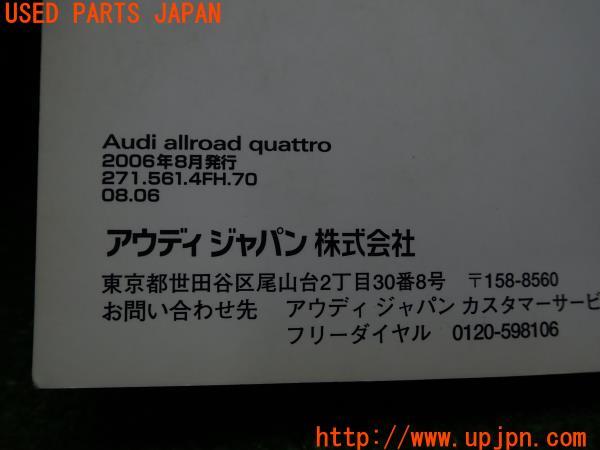 USED PARTS JAPAN
Audi allroad quattro
2006年8月発行
271.561.4FH.70
08.06
アウディ ジャパン 株式会社
東京都世田谷区尾山台2丁目30番8号 〒158-8560
お問い合わせ先 アウディ ジャパン カスタマーサービ
フリーダイヤル 0120-598106
http://www.upjpn.com